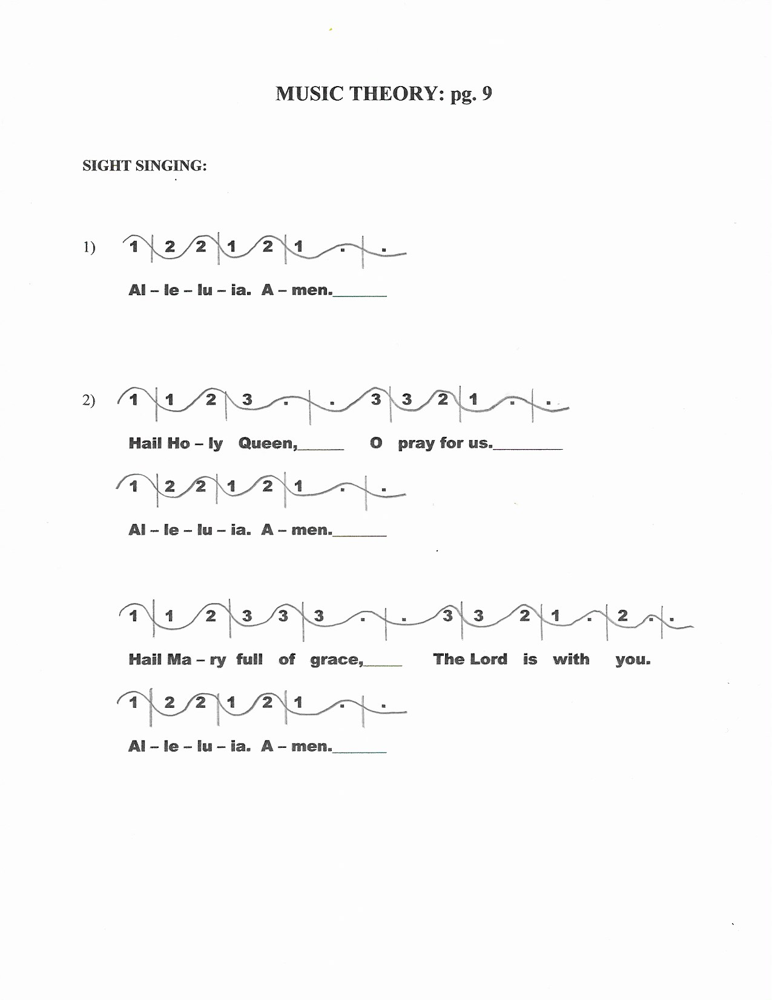 MUSIC THEORY: pg. 9
SIGHT SINGING:
1) 1 | 2 2 | 1 2 | 1 . | .
Al – le – lu – ia. A – men.______
2) 1 | 1 2 | 3 . | . 3 | 3 2 | 1 . | .
Hail Ho – ly Queen,_____ O pray for us.________
1 | 2 2 | 1 2 | 1 . | .
Al – le – lu – ia. A – men.______
1 | 1 2 | 3 3 | 3 . | . 3 | 3 2 | 1 . | 2 . | .
Hail Ma – ry full of grace,____ The Lord is with you.
1 | 2 2 | 1 2 | 1 . | .
Al – le – lu – ia. A – men.______